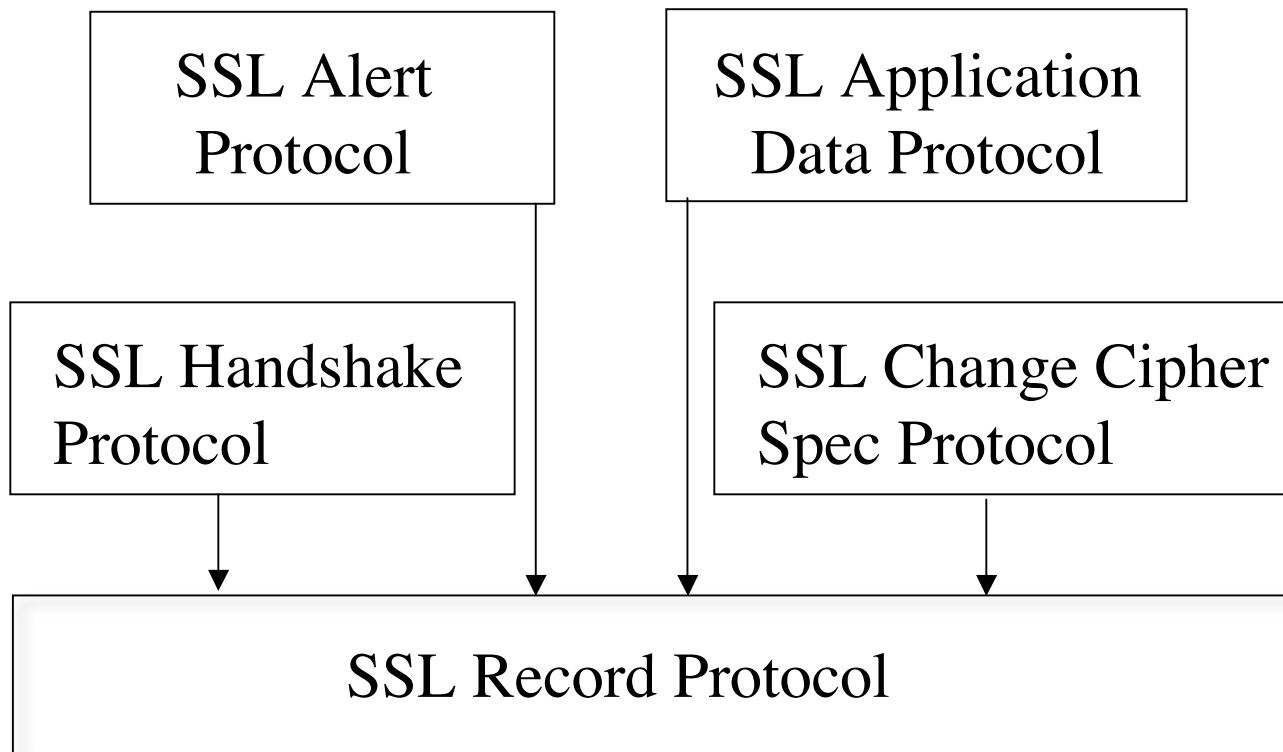 SSL Alert
Protocol
SSL Application
Data Protocol
SSL Handshake
Protocol
SSL Change Cipher
Spec Protocol
SSL Record Protocol